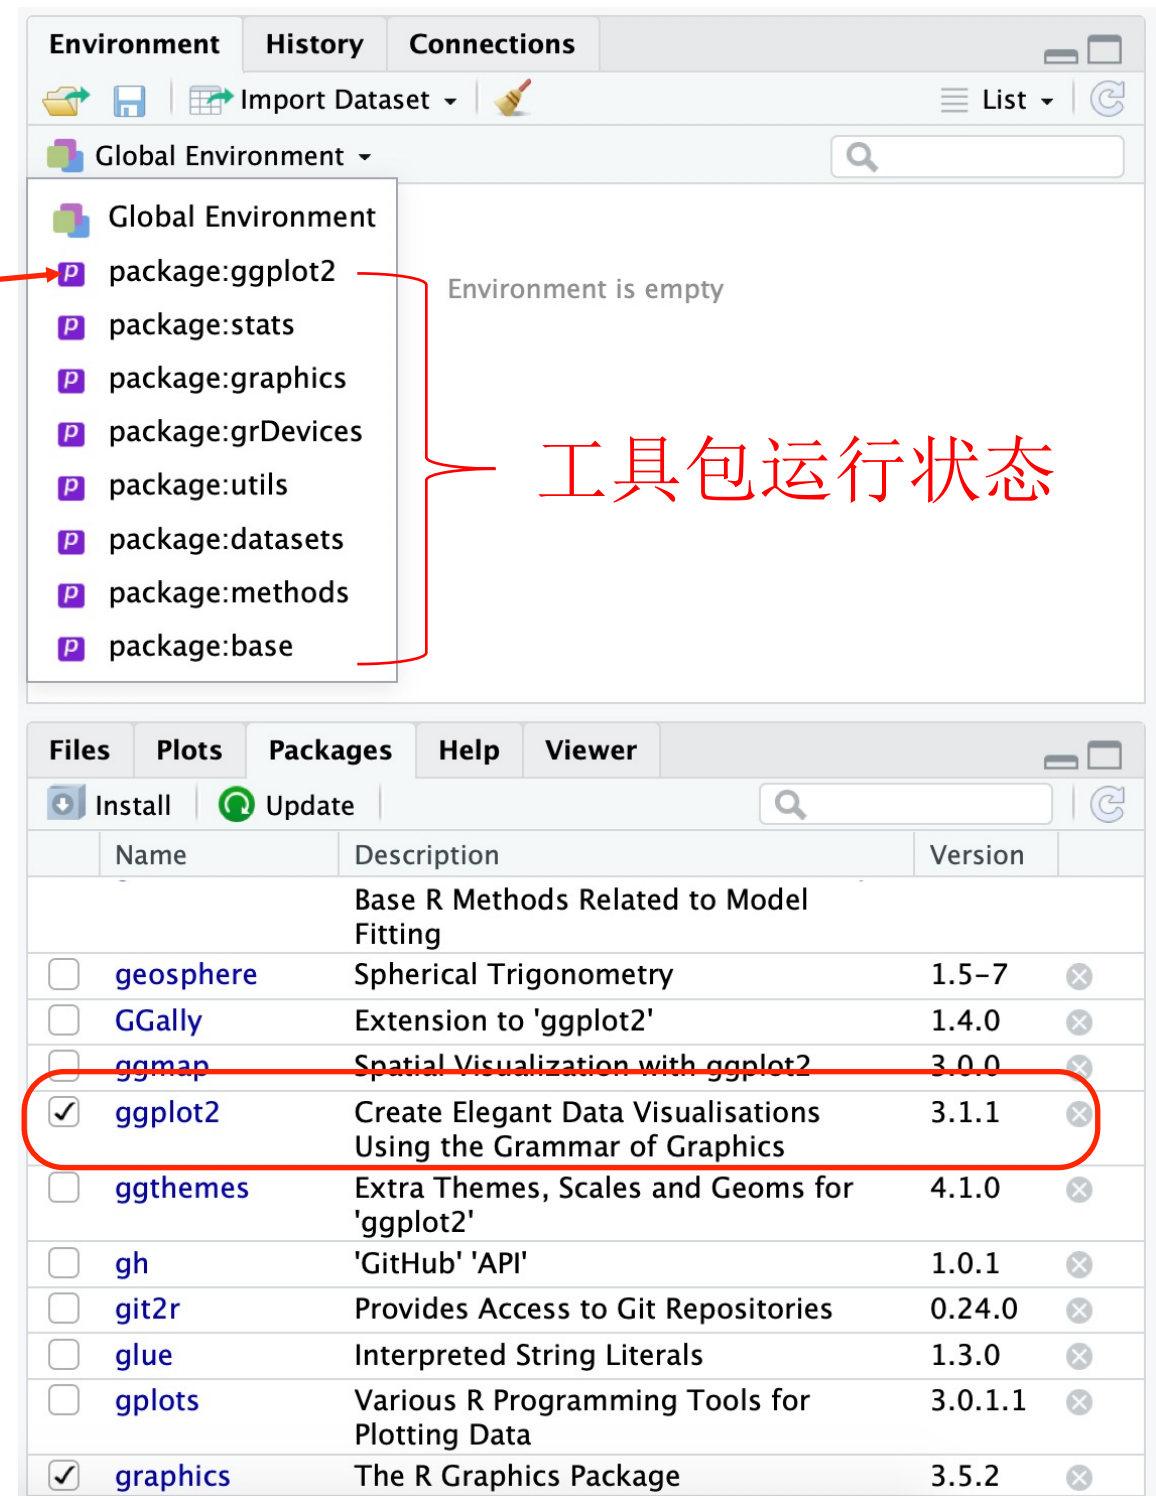 Environment History Connections
Import Dataset List
Global Environment
Global Environment
package:ggplot2
package:stats
package:graphics
package:grDevices
package:utils
package:datasets
package:methods
package:base
Environment is empty
工具包运行状态
Files Plots Packages Help Viewer
Install Update
Name Description Version
Base R Methods Related to Model
Fitting
geosphere Spherical Trigonometry 1.5-7
GGally Extension to 'ggplot2' 1.4.0
ggmap Spatial Visualization with ggplot2 3.0.0
ggplot2 Create Elegant Data Visualisations 3.1.1
Using the Grammar of Graphics
ggthemes Extra Themes, Scales and Geoms for 4.1.0
'ggplot2'
gh 'GitHub' 'API' 1.0.1
git2r Provides Access to Git Repositories 0.24.0
glue Interpreted String Literals 1.3.0
gplots Various R Programming Tools for 3.0.1.1
Plotting Data
graphics The R Graphics Package 3.5.2